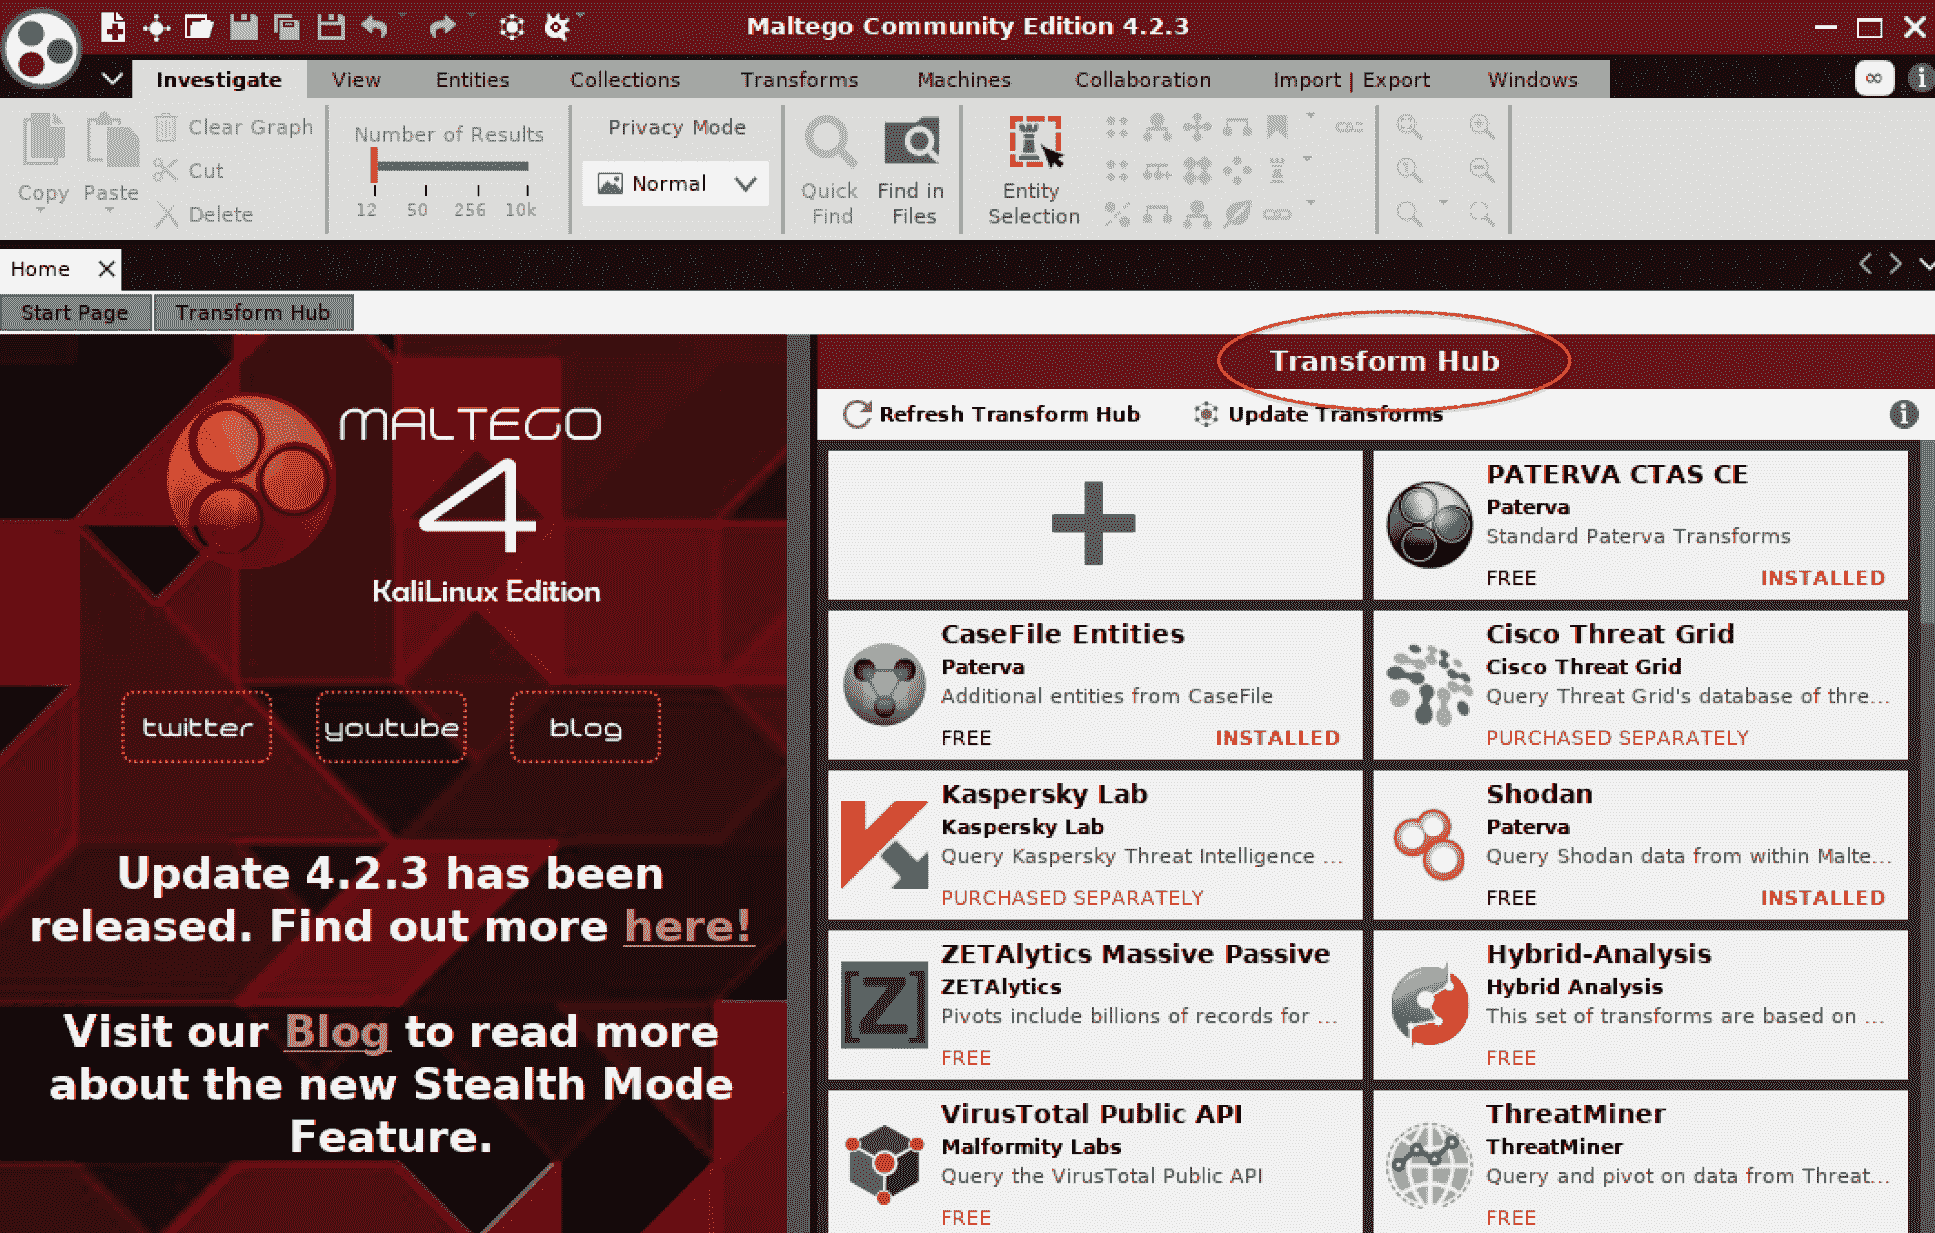 Maltego Community Edition 4.2.3
Investigate View Entities Collections Transforms Machines Collaboration Import | Export Windows
Copy
Paste
Clear Graph
Cut
Delete
Number of Results
12 50 256 10k
Privacy Mode
Normal
Quick
Find
Find in
Files
Entity
Selection
Home
Start Page Transform Hub
MALTEGO
4
KaliLinux Edition
twitter youtube blog
Update 4.2.3 has been
released. Find out more here!
Visit our Blog to read more
about the new Stealth Mode
Feature.
Transform Hub
Refresh Transform Hub Update Transforms
PATERVA CTAS CE
Paterva
Standard Paterva Transforms
FREE INSTALLED
CaseFile Entities
Paterva
Additional entities from CaseFile
FREE INSTALLED
Cisco Threat Grid
Cisco Threat Grid
Query Threat Grid's database of thre...
PURCHASED SEPARATELY
Kaspersky Lab
Kaspersky Lab
Query Kaspersky Threat Intelligence ...
PURCHASED SEPARATELY
Shodan
Paterva
Query Shodan data from within Malte...
FREE INSTALLED
ZETAlytics Massive Passive
ZETAlytics
Pivots include billions of records for ...
FREE
Hybrid-Analysis
Hybrid Analysis
This set of transforms are based on ...
FREE
VirusTotal Public API
Malformity Labs
Query the VirusTotal Public API
FREE
ThreatMiner
ThreatMiner
Query and pivot on data from Threat...
FREE